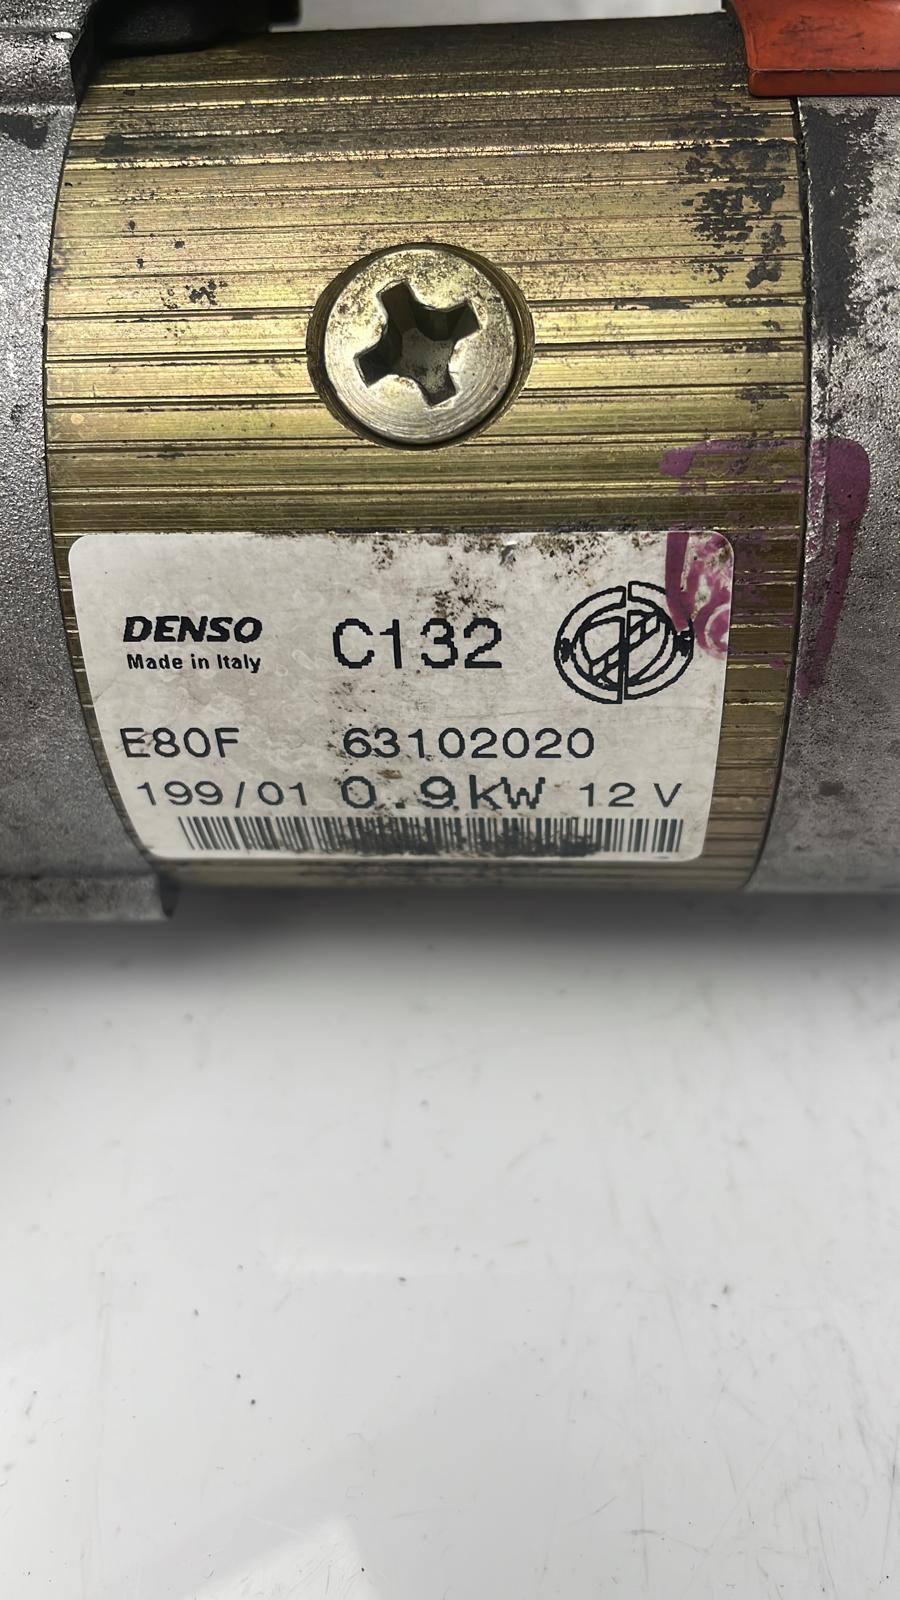 DENSO C132
Made in Italy
E80F 63102020
199/01 0.9kW 12 V